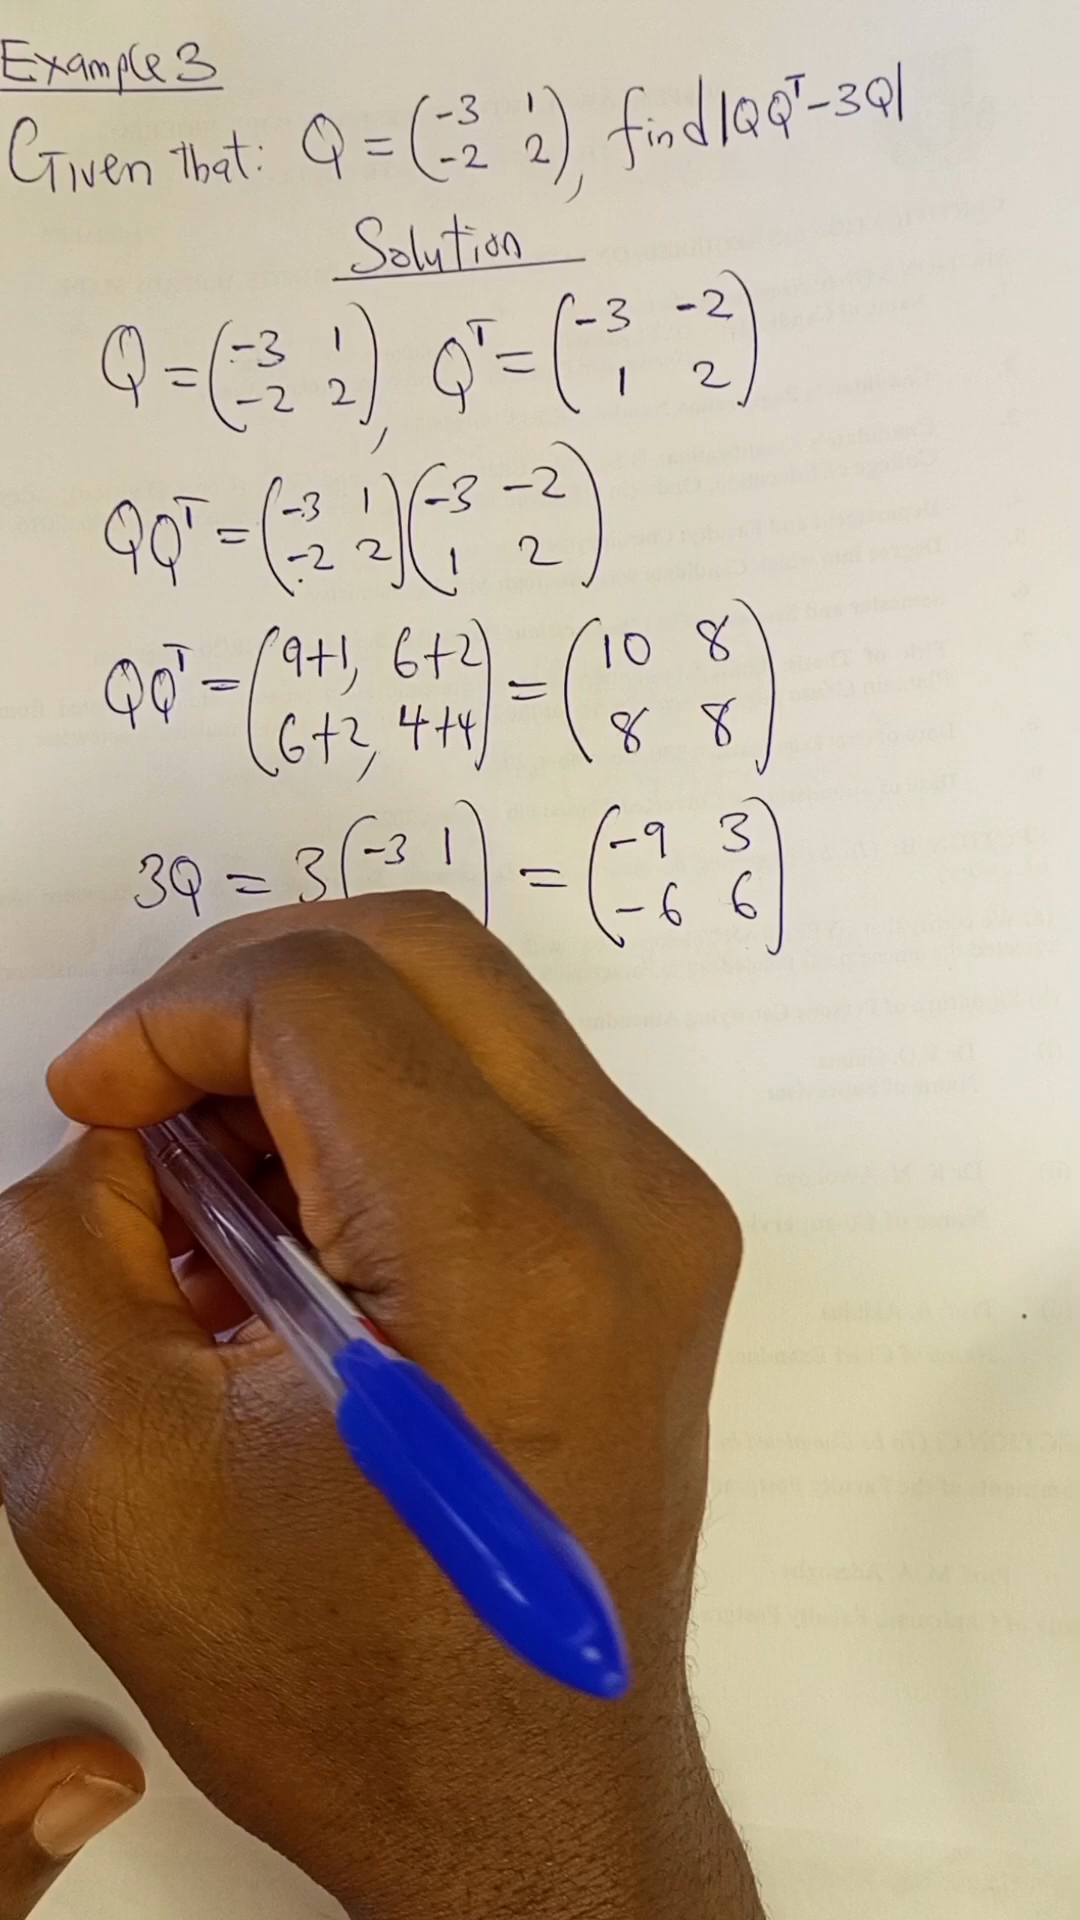 Example 3
Given that: Q = (-3 1
-2 2), find |QQᵀ-3Q|
Solution
Q = (-3 1
-2 2), Qᵀ = (-3 -2
1 2)
QQᵀ = (-3 1
-2 2)(-3 -2
1 2)
QQᵀ = (9+1, 6+2
6+2, 4+4) = (10 8
8 8)
3Q = 3(-3 1
) = (-9 3
-6 6)